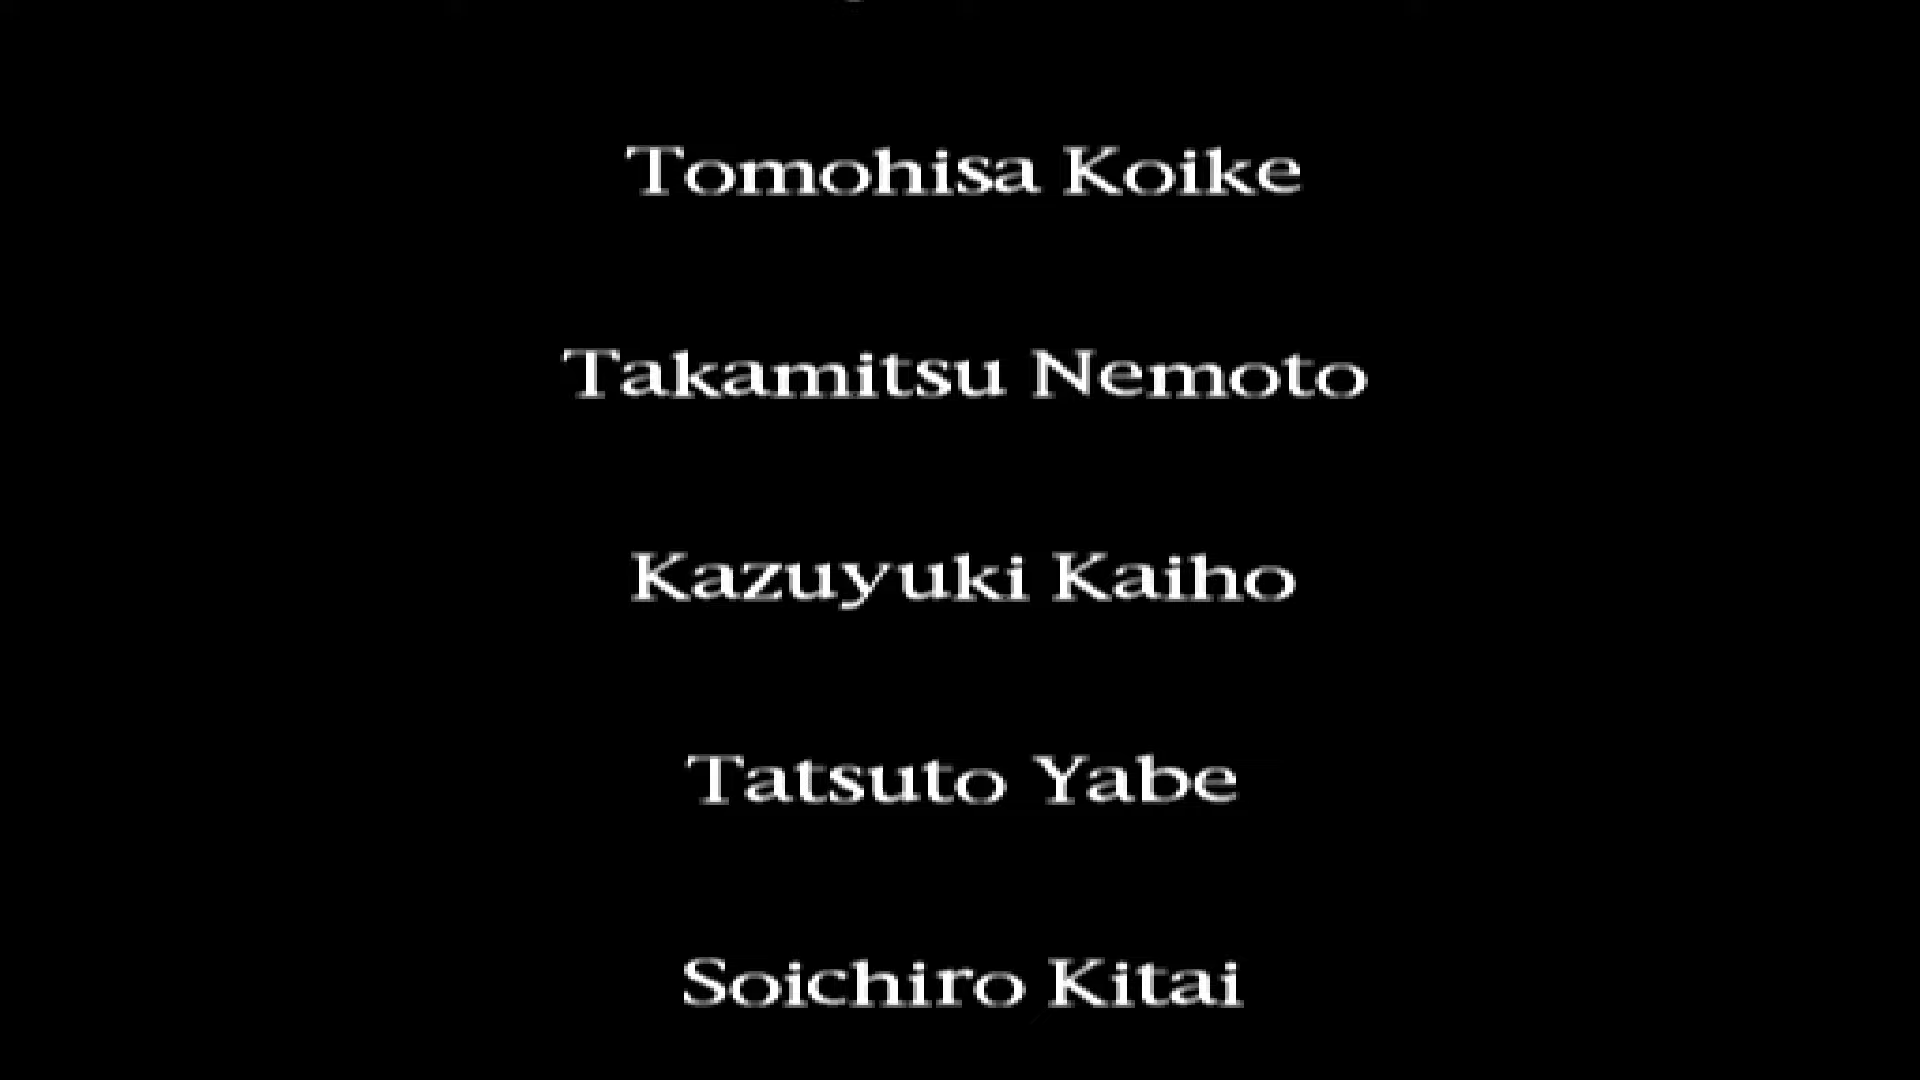 Tomohisa Koike
Takamitsu Nemoto
Kazuyuki Kaiho
Tatsuto Yabe
Soichiro Kitai